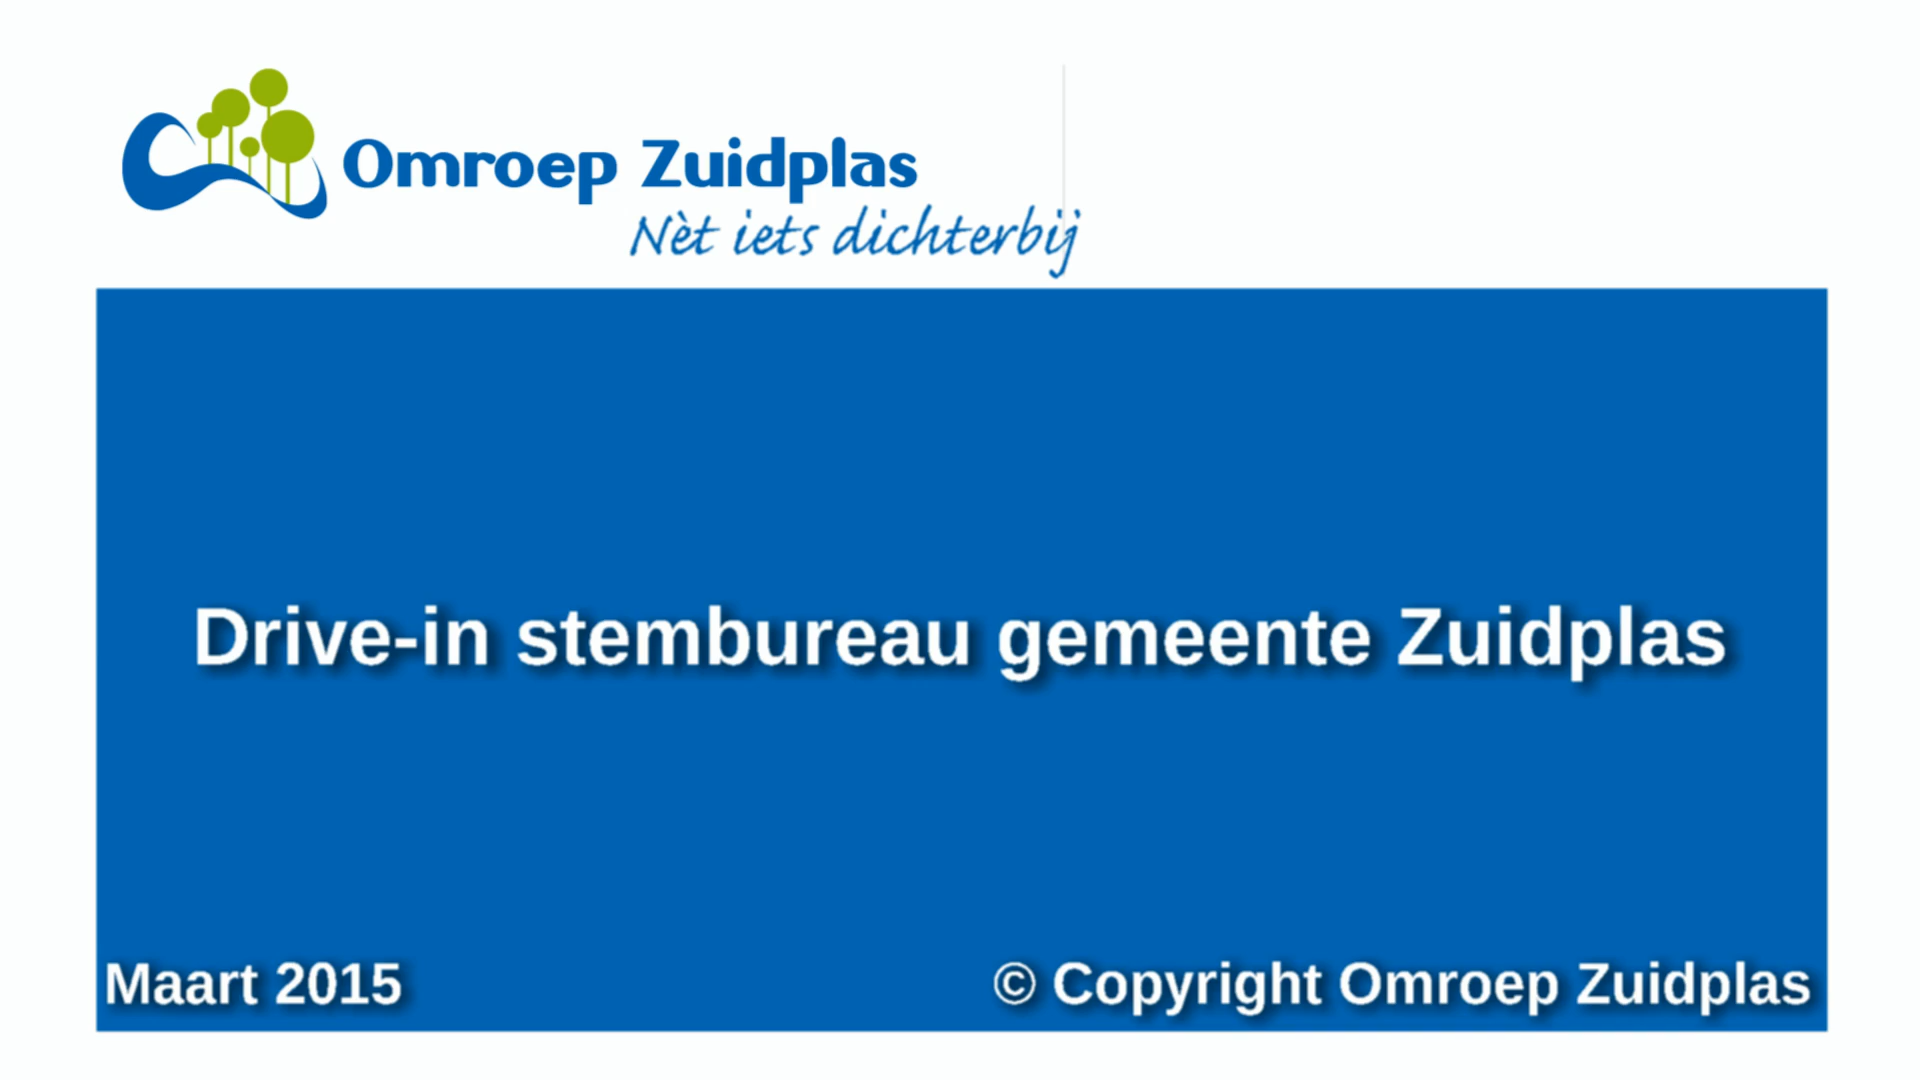 Omroep Zuidplas
Nèt iets dichterbij
Drive-in stembureau gemeente Zuidplas
Maart 2015
© Copyright Omroep Zuidplas